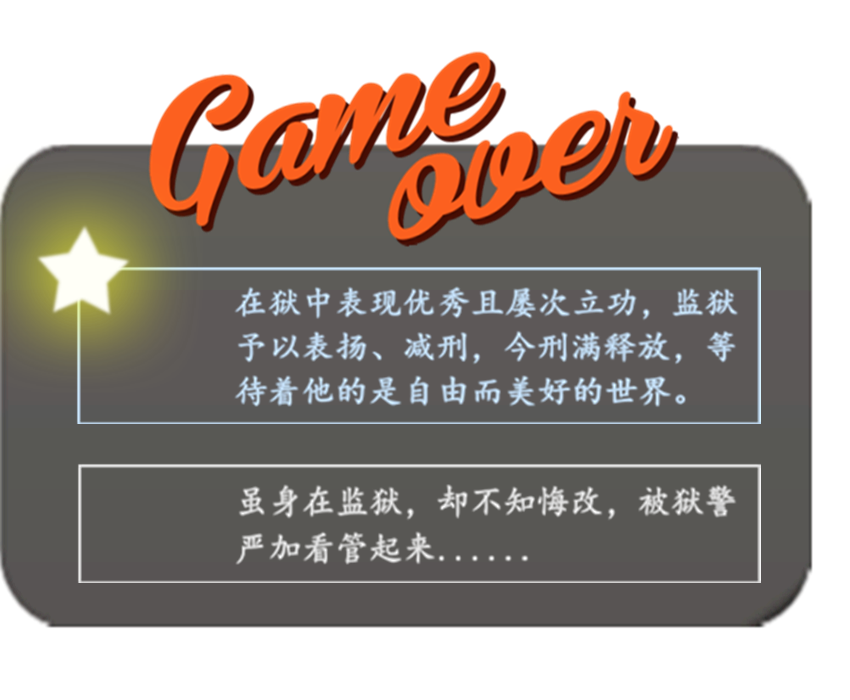 Game
over
在狱中表现优秀且屡次立功，监狱
予以表扬、减刑，今刑满释放，等
待着他的是自由而美好的世界。
虽身在监狱，却不知悔改，被狱警
严加看管起来......